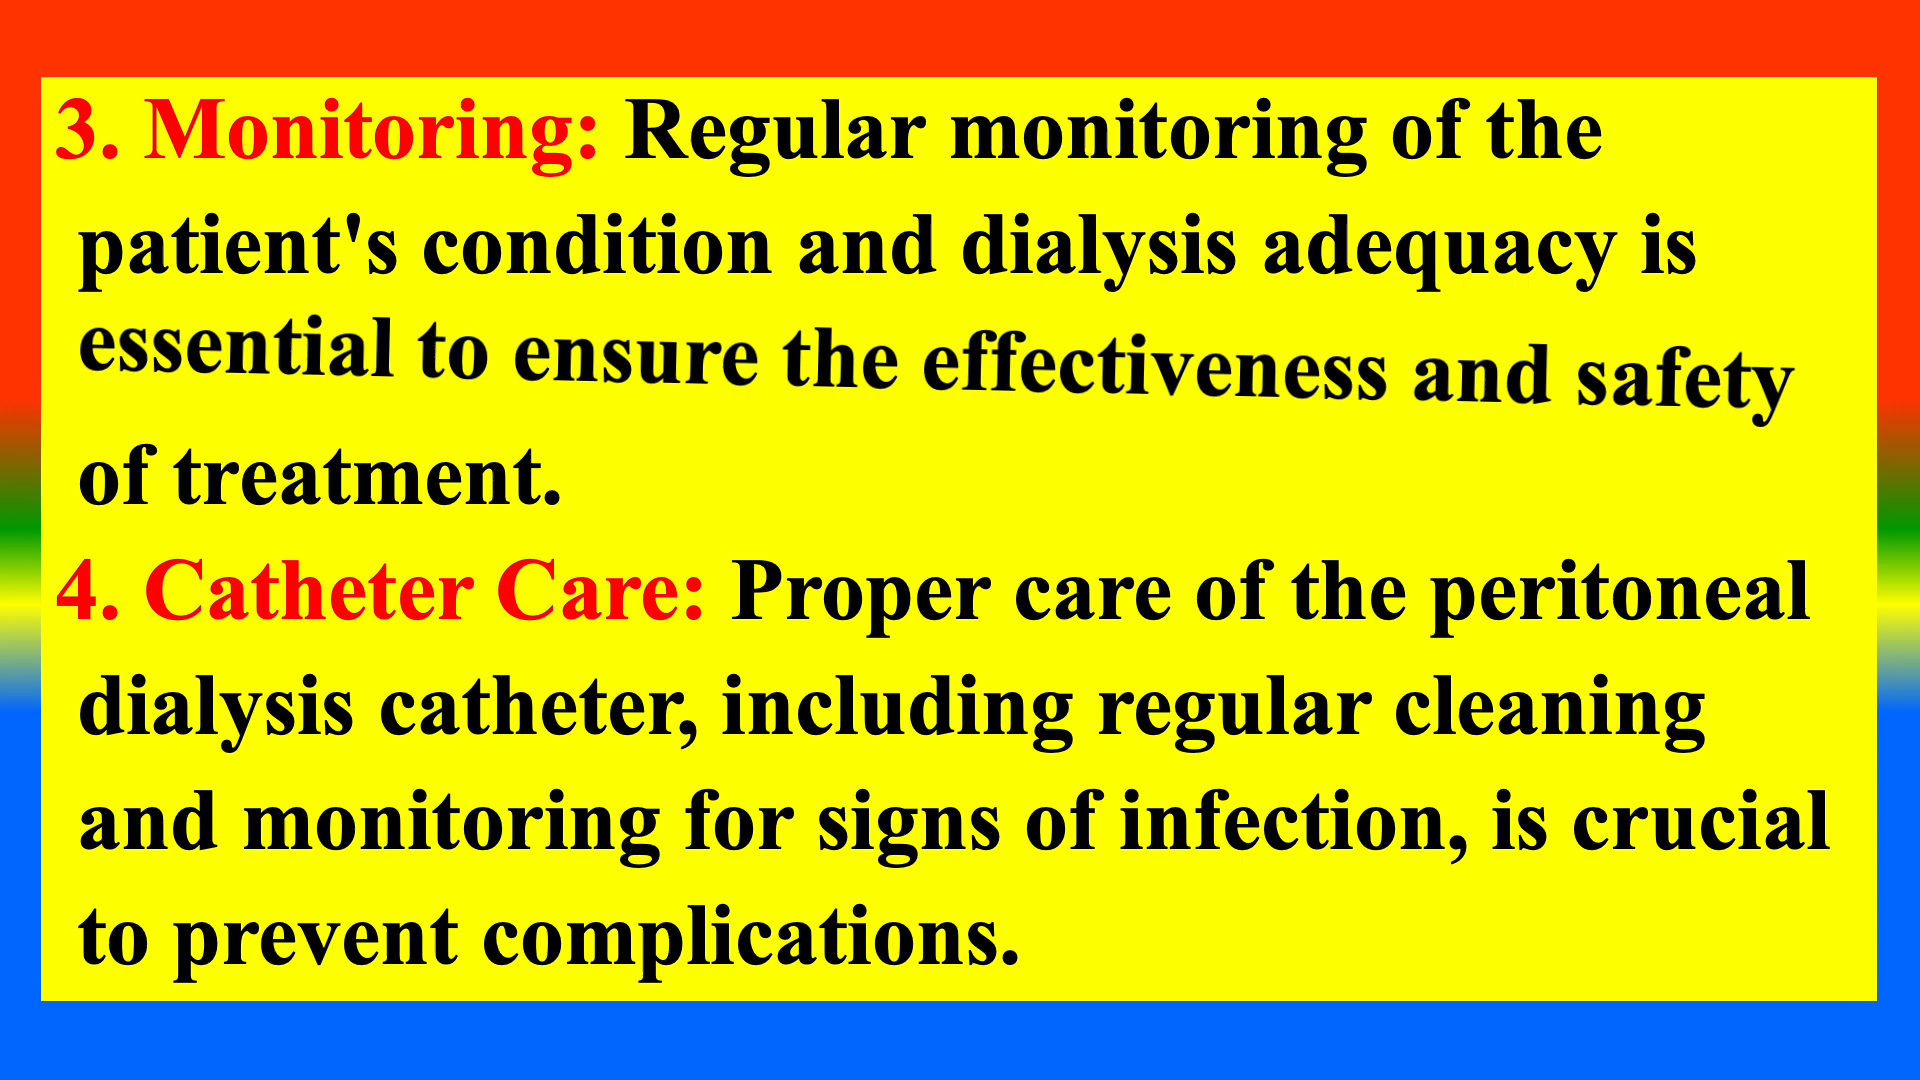 3. Monitoring: Regular monitoring of the
patient's condition and dialysis adequacy is
essential to ensure the effectiveness and safety
of treatment.
4. Catheter Care: Proper care of the peritoneal
dialysis catheter, including regular cleaning
and monitoring for signs of infection, is crucial
to prevent complications.